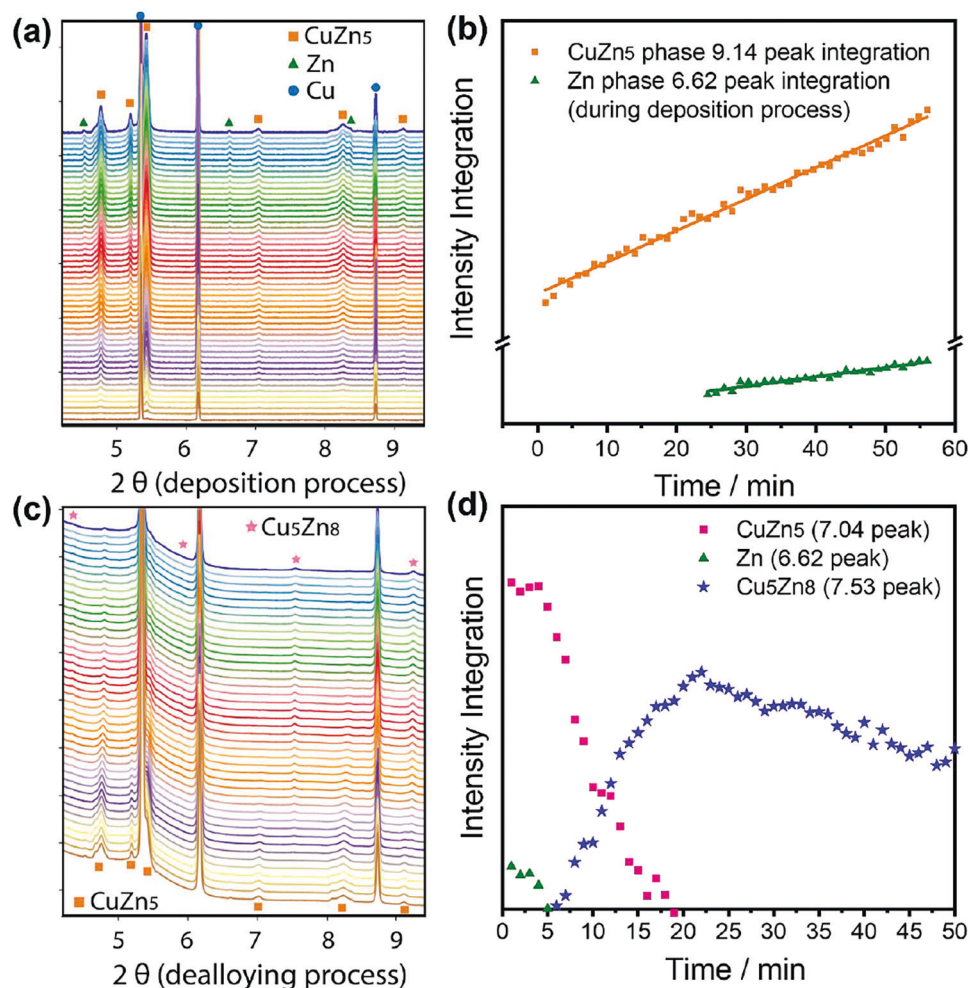 (a)
CuZn5
Zn
Cu
5 6 7 8 9
2 θ (deposition process)
(b)
CuZn5 phase 9.14 peak integration
Zn phase 6.62 peak integration
(during deposition process)
Intensity Integration
0 10 20 30 40 50 60
Time / min
(c)
Cu5Zn8
CuZn5
5 6 7 8 9
2 θ (dealloying process)
(d)
CuZn5 (7.04 peak)
Zn (6.62 peak)
Cu5Zn8 (7.53 peak)
Intensity Integration
0 5 10 15 20 25 30 35 40 45 50
Time / min